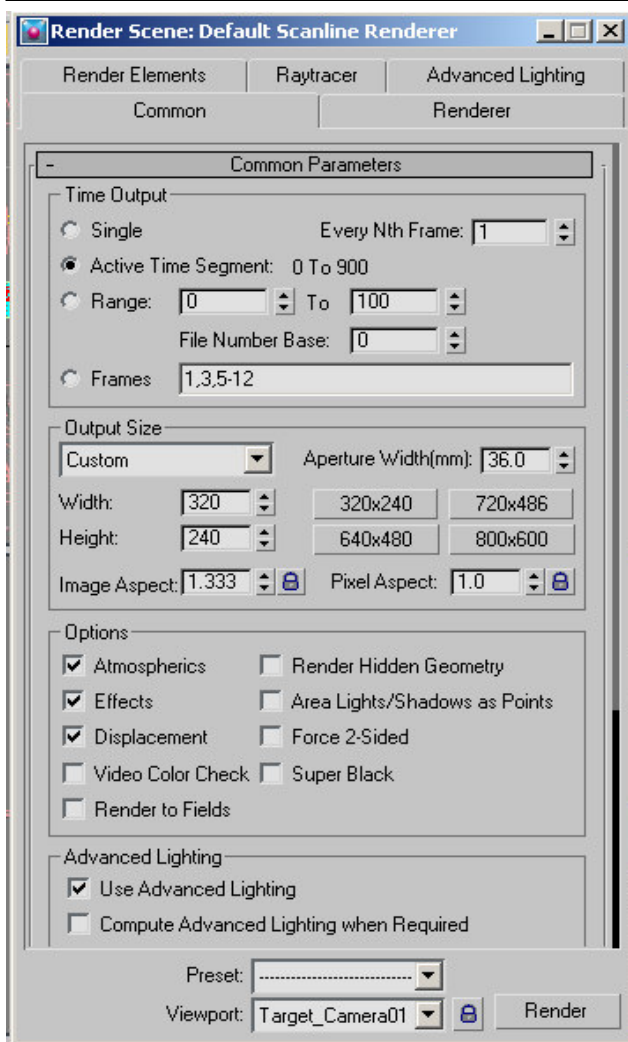 Render Scene: Default Scanline Renderer
Render Elements Raytracer Advanced Lighting
Common Renderer
- Common Parameters
Time Output
Single Every Nth Frame: 1
Active Time Segment: 0 To 900
Range: 0 To 100
File Number Base: 0
Frames 1,3,5-12
Output Size
Custom Aperture Width(mm): 36.0
Width: 320 320x240 720x486
Height: 240 640x480 800x600
Image Aspect: 1.333 Pixel Aspect: 1.0
Options
Atmospherics Render Hidden Geometry
Effects Area Lights/Shadows as Points
Displacement Force 2-Sided
Video Color Check Super Black
Render to Fields
Advanced Lighting
Use Advanced Lighting
Compute Advanced Lighting when Required
Preset: -----------------------------
Viewport: Target_Camera01 Render